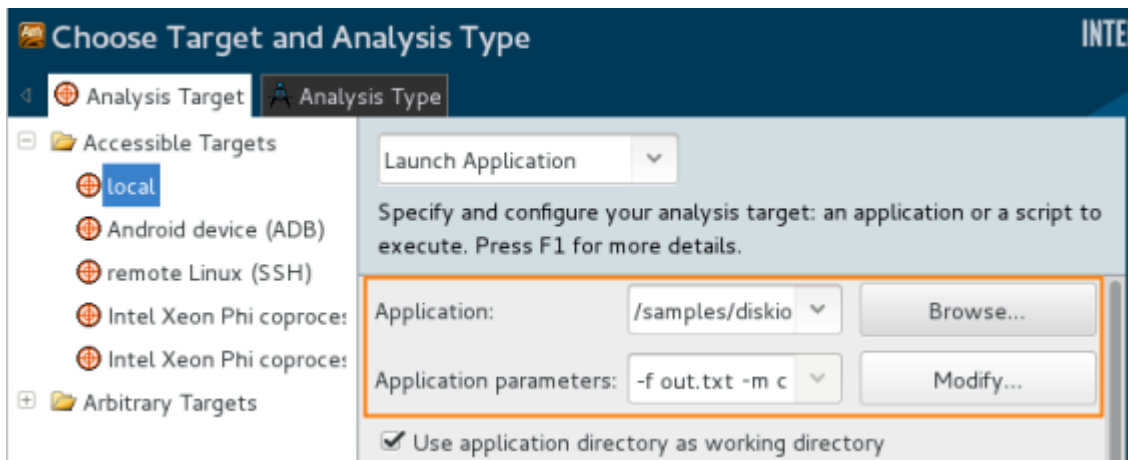 Choose Target and Analysis Type
INTE
Analysis Target
Analysis Type
Accessible Targets
local
Android device (ADB)
remote Linux (SSH)
Intel Xeon Phi coproces
Intel Xeon Phi coproces
Arbitrary Targets
Launch Application
Specify and configure your analysis target: an application or a script to
execute. Press F1 for more details.
Application:
/samples/diskio
Browse...
Application parameters:
-f out.txt -m c
Modify...
Use application directory as working directory